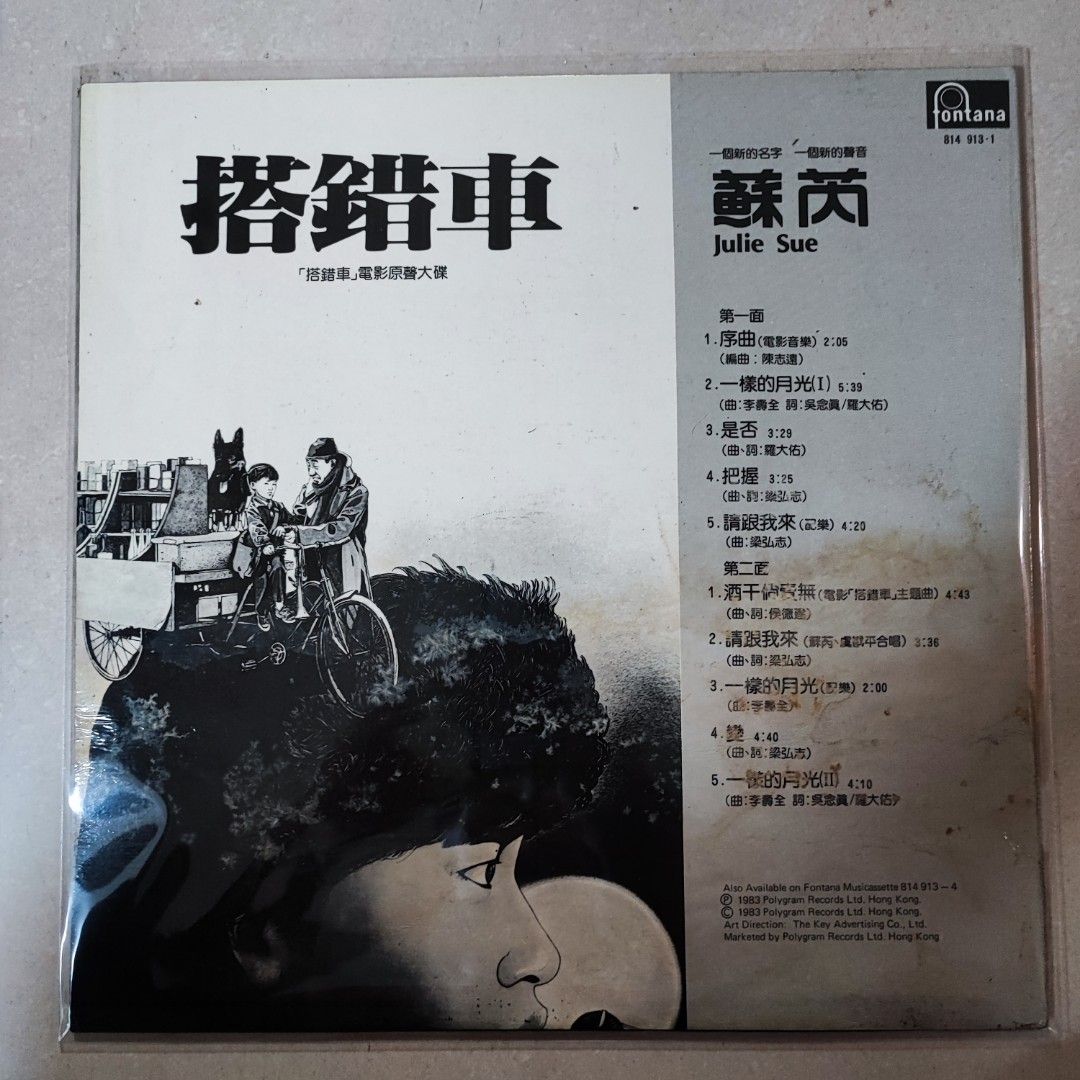 搭錯車
「搭錯車」電影原聲大碟
fontana
814 913·1
一個新的名字 一個新的聲音
蘇芮
Julie Sue
第一面
1.序曲(電影音樂) 2:05
(編曲:陳志遠)
2.一樣的月光(I) 5:39
(曲:李壽全 詞:吳念眞/羅大佑)
3.是否 3:29
(曲、詞:羅大佑)
4.把握 3:25
(曲、詞:梁弘志)
5.請跟我來(配樂) 4:20
(曲:梁弘志)
第二面
1.酒干倘賣無(電影「搭錯車」主題曲) 4:43
(曲、詞:侯德建)
2.請跟我來(蘇芮、虞戡平合唱) 3:36
(曲、詞:梁弘志)
3.一樣的月光(配樂) 2:00
(曲:李壽全)
4.變 4:40
(曲、詞:梁弘志)
5.一樣的月光(II) 4:10
(曲:李壽全 詞:吳念眞/羅大佑)
Also Available on Fontana Musicassette 814 913-4
Ⓟ 1983 Polygram Records Ltd. Hong Kong.
© 1983 Polygram Records Ltd. Hong Kong.
Art Direction: The Key Advertising Co., Ltd.
Marketed by Polygram Records Ltd. Hong Kong